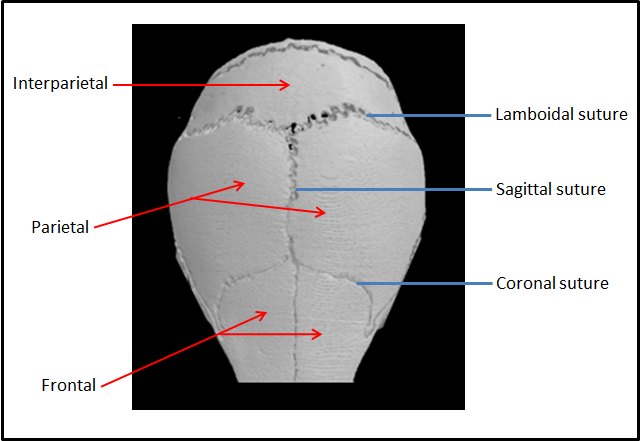 Interparietal
Lamboidal suture
Sagittal suture
Parietal
Coronal suture
Frontal